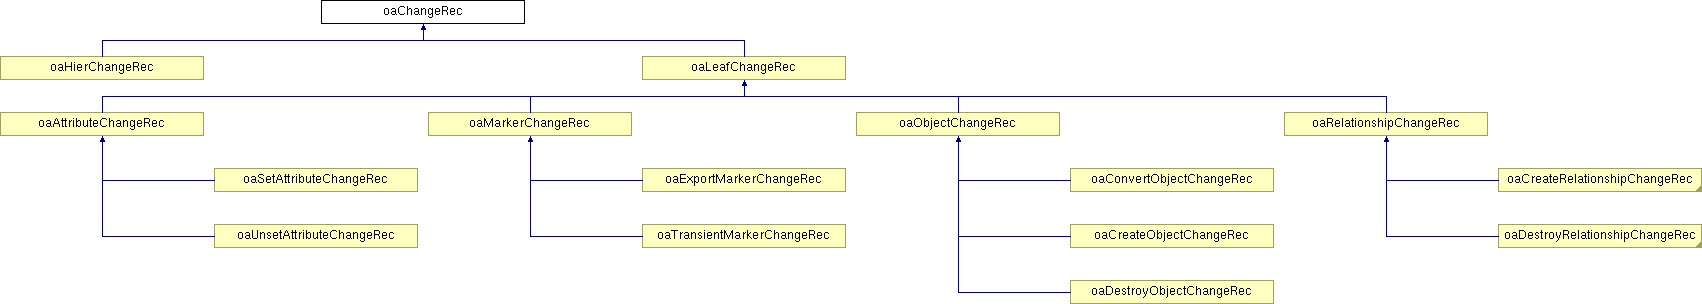 oaChangeRec
oaHierChangeRec
oaLeafChangeRec
oaAttributeChangeRec
oaMarkerChangeRec
oaObjectChangeRec
oaRelationshipChangeRec
oaSetAttributeChangeRec
oaExportMarkerChangeRec
oaConvertObjectChangeRec
oaCreateRelationshipChangeRec
oaUnsetAttributeChangeRec
oaTransientMarkerChangeRec
oaCreateObjectChangeRec
oaDestroyRelationshipChangeRec
oaDestroyObjectChangeRec